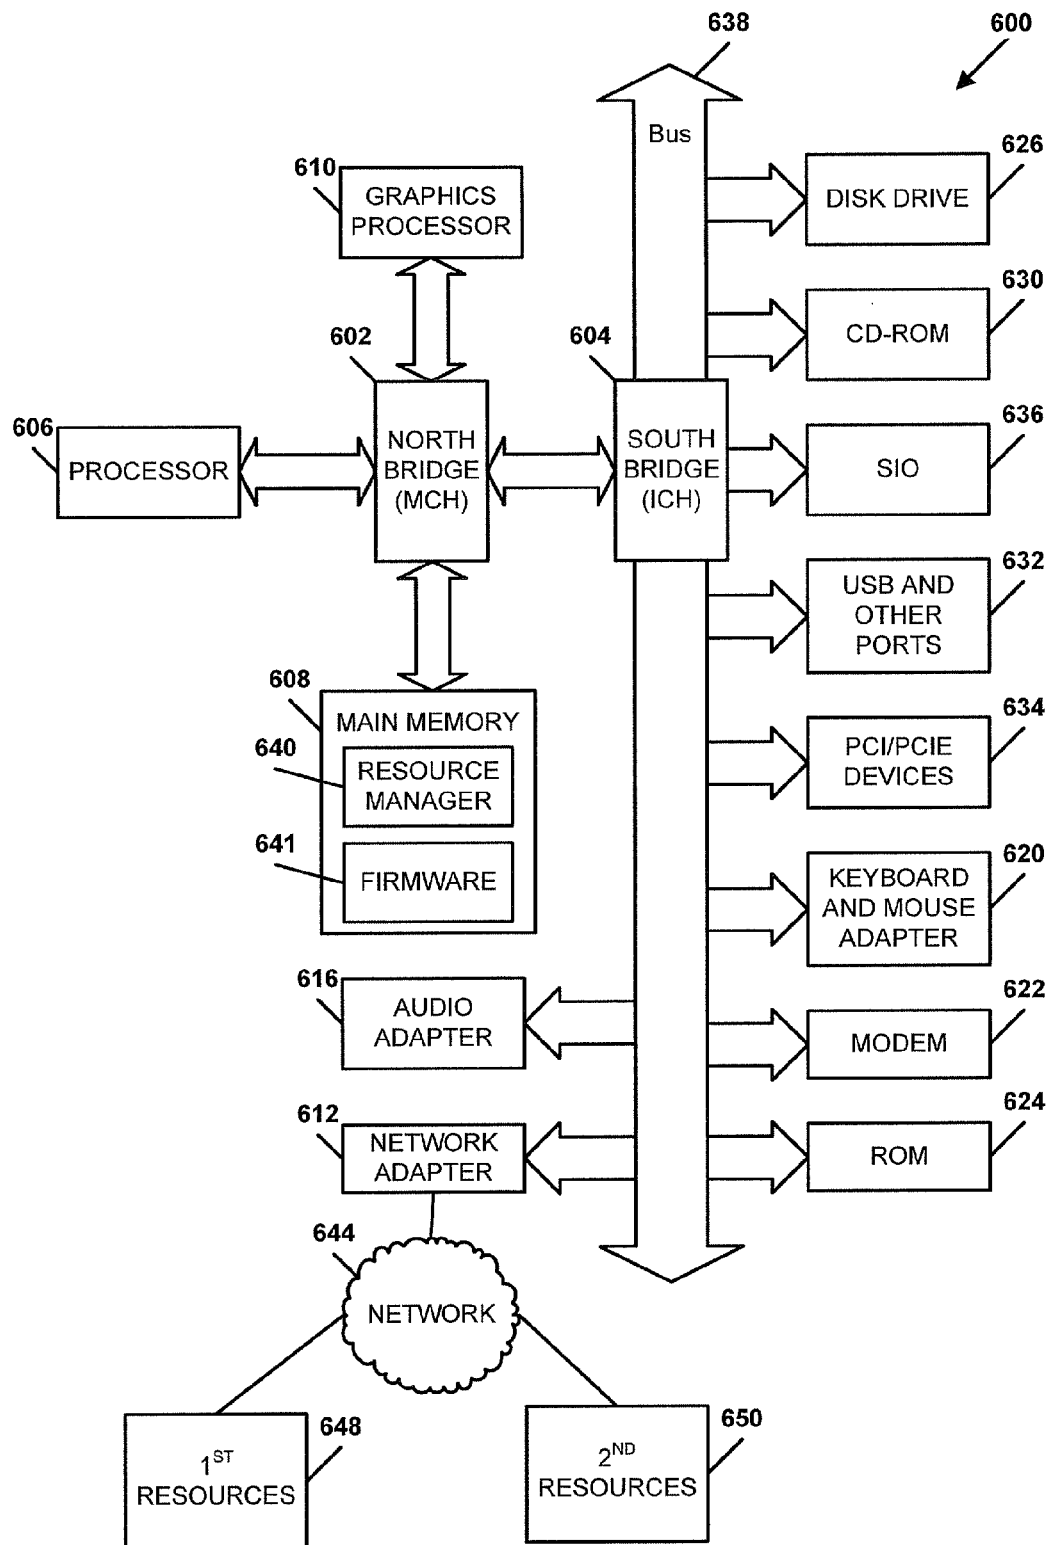 638
600
Bus
626
DISK DRIVE
610
GRAPHICS
PROCESSOR
630
CD-ROM
602
604
606
PROCESSOR
NORTH
BRIDGE
(MCH)
SOUTH
BRIDGE
(ICH)
636
SIO
632
USB AND
OTHER
PORTS
608
MAIN MEMORY
640
RESOURCE
MANAGER
641
FIRMWARE
634
PCI/PCIE
DEVICES
620
KEYBOARD
AND MOUSE
ADAPTER
616
AUDIO
ADAPTER
622
MODEM
612
NETWORK
ADAPTER
624
ROM
644
NETWORK
648
1ST
RESOURCES
650
2ND
RESOURCES